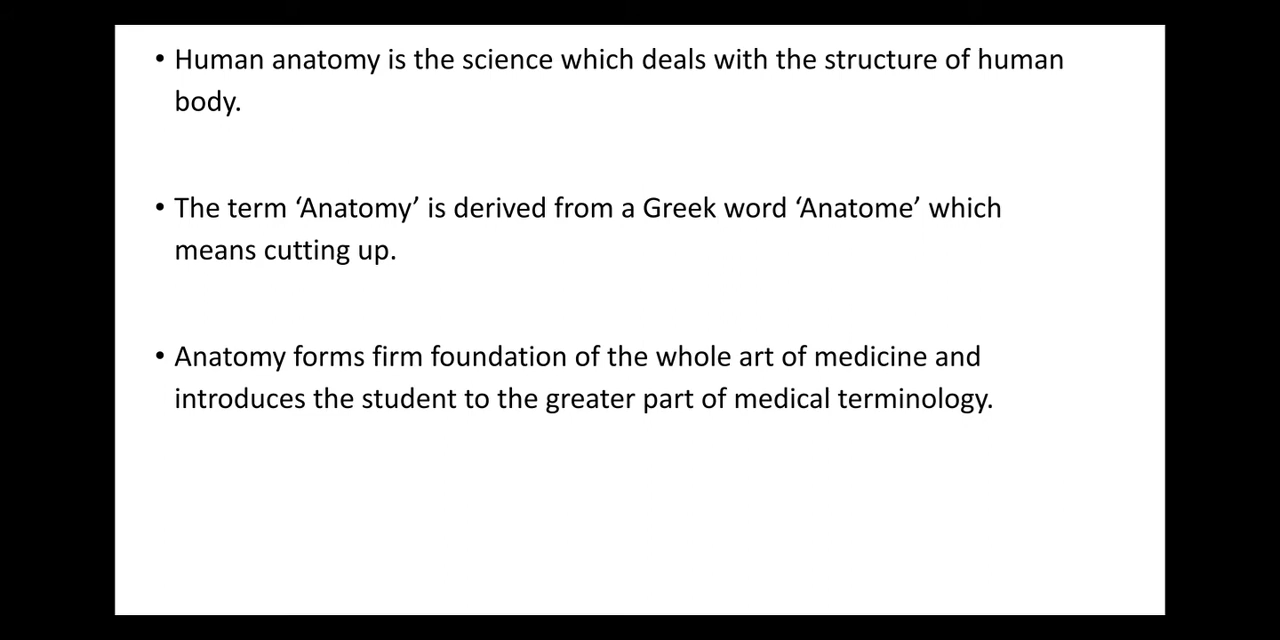 • Human anatomy is the science which deals with the structure of human
body.
• The term ‘Anatomy’ is derived from a Greek word ‘Anatome’ which
means cutting up.
• Anatomy forms firm foundation of the whole art of medicine and
introduces the student to the greater part of medical terminology.